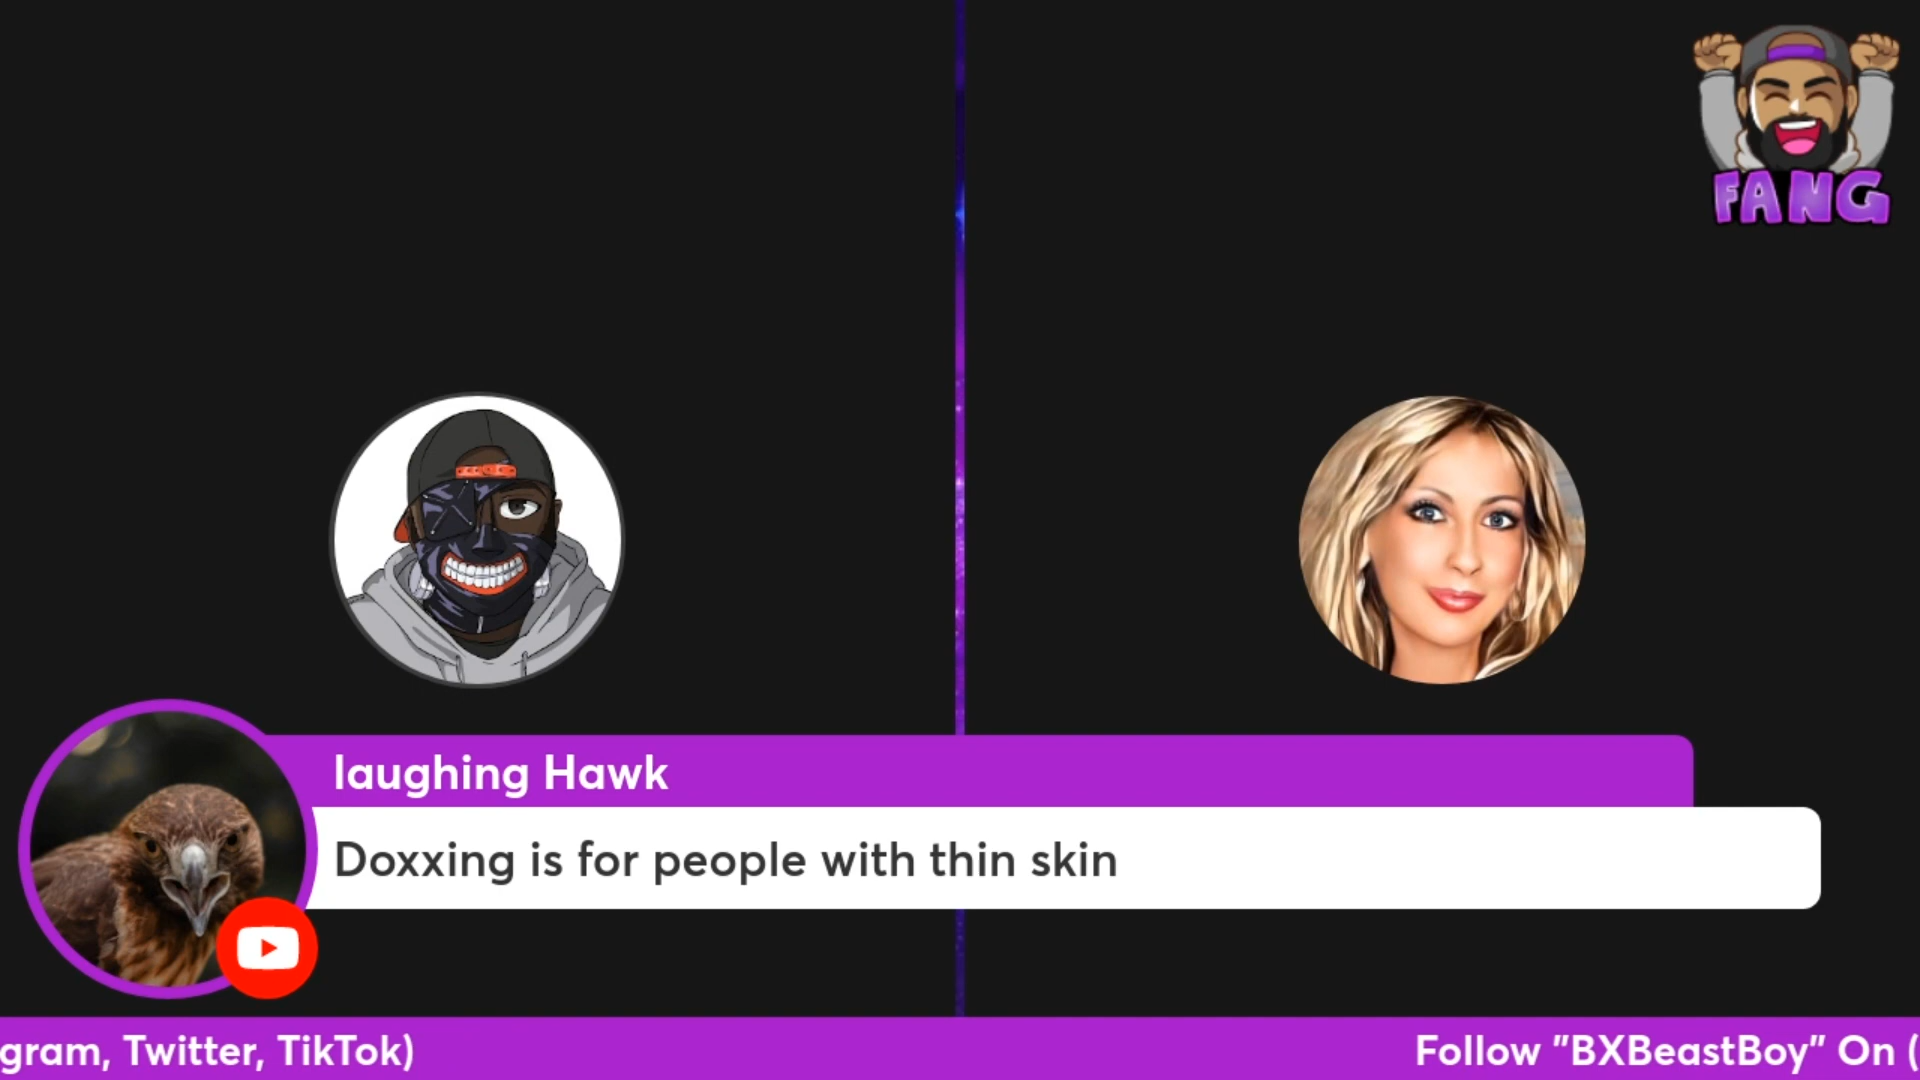 FANG
laughing Hawk
Doxxing is for people with thin skin
gram, Twitter, TikTok)
Follow "BXBeastBoy" On (